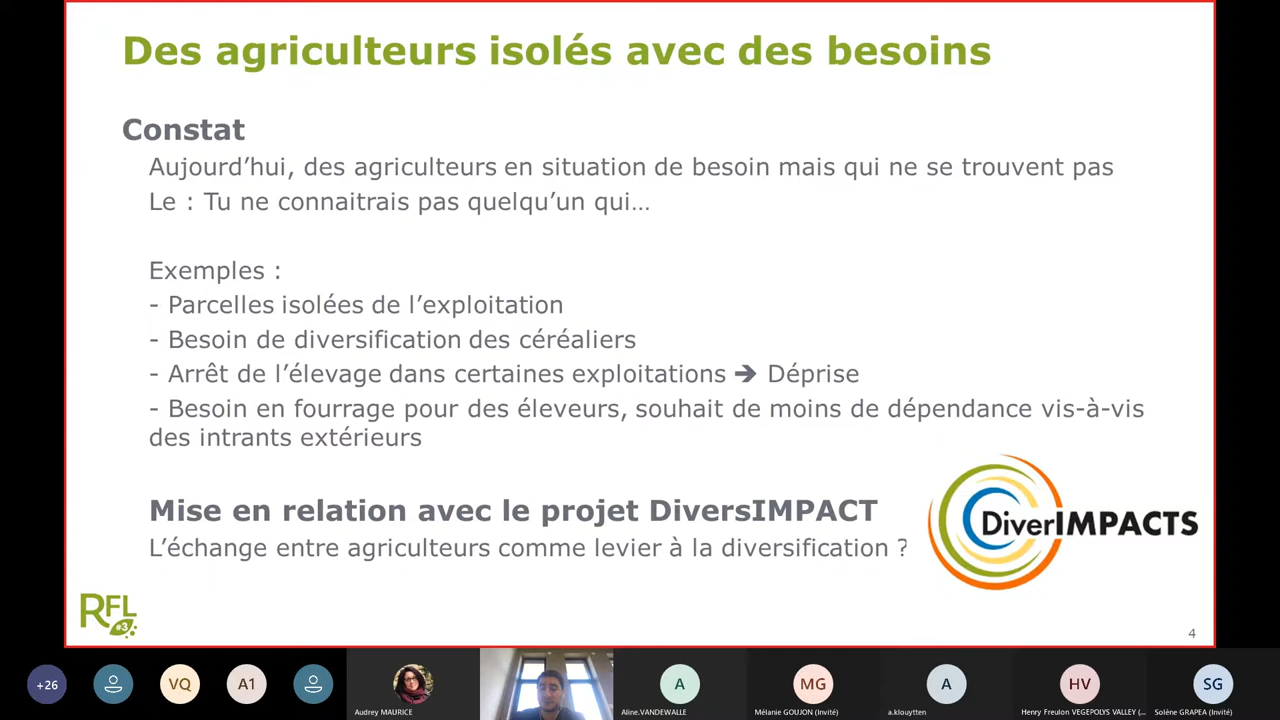 Des agriculteurs isolés avec des besoins
Constat
Aujourd’hui, des agriculteurs en situation de besoin mais qui ne se trouvent pas
Le : Tu ne connaitrais pas quelqu’un qui…
Exemples :
- Parcelles isolées de l’exploitation
- Besoin de diversification des céréaliers
- Arrêt de l’élevage dans certaines exploitations ➔ Déprise
- Besoin en fourrage pour des éleveurs, souhait de moins de dépendance vis-à-vis
des intrants extérieurs
Mise en relation avec le projet DiversIMPACT
L’échange entre agriculteurs comme levier à la diversification ?
DiverIMPACTS
RFL
#3
4
+26
VQ
A1
A
MG
A
HV
SG
Audrey MAURICE
Aline.VANDEWALLE
Mélanie GOUJON (Invité)
a.klouytten
Henry Freulon VEGEPOLYS VALLEY (...
Solène GRAPEA (Invité)